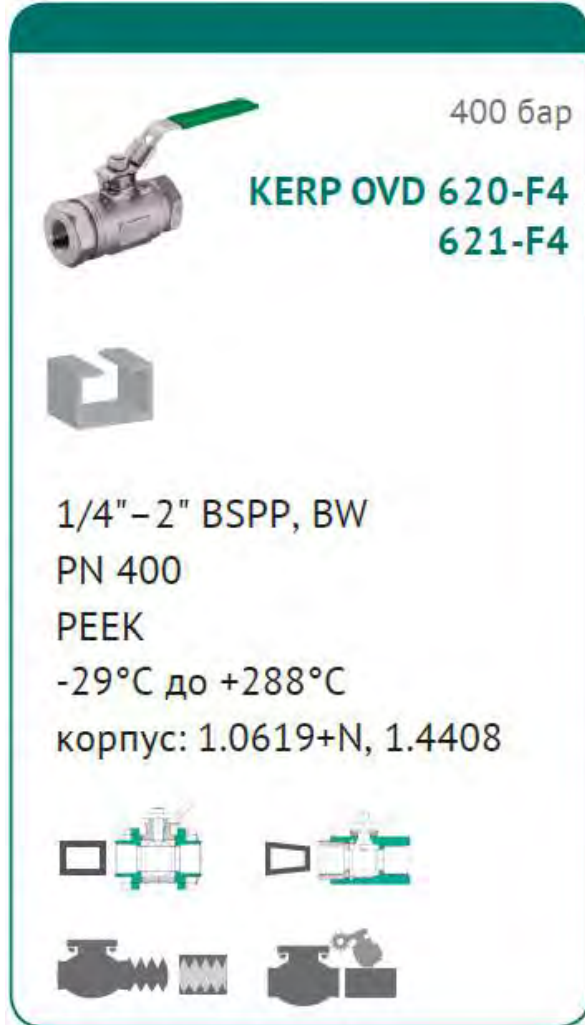 400 бар
KERP OVD 620-F4
621-F4
1/4"–2" BSPP, BW
PN 400
PEEK
-29°C до +288°C
корпус: 1.0619+N, 1.4408